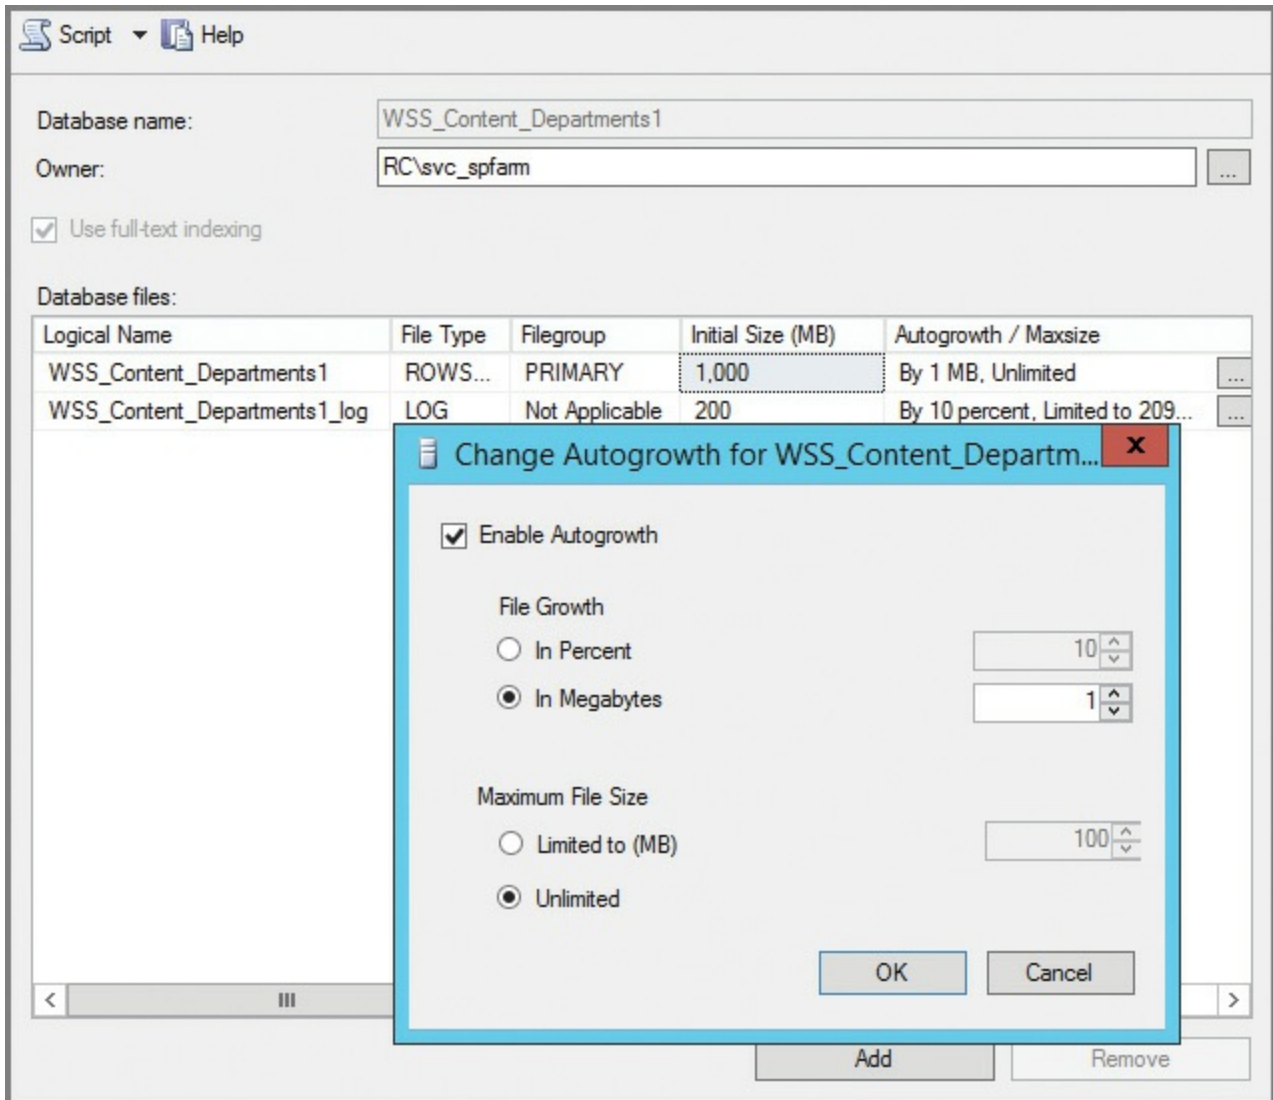 Script Help
Database name: WSS_Content_Departments1
Owner: RC\svc_spfarm ...
Use full-text indexing
Database files:
Logical Name File Type Filegroup Initial Size (MB) Autogrowth / Maxsize
WSS_Content_Departments1 ROWS... PRIMARY 1,000 By 1 MB, Unlimited ...
WSS_Content_Departments1_log LOG Not Applicable 200 By 10 percent, Limited to 209... ...
Change Autogrowth for WSS_Content_Departm... x
Enable Autogrowth
File Growth
In Percent 10
In Megabytes 1
Maximum File Size
Limited to (MB) 100
Unlimited
OK Cancel
Add Remove